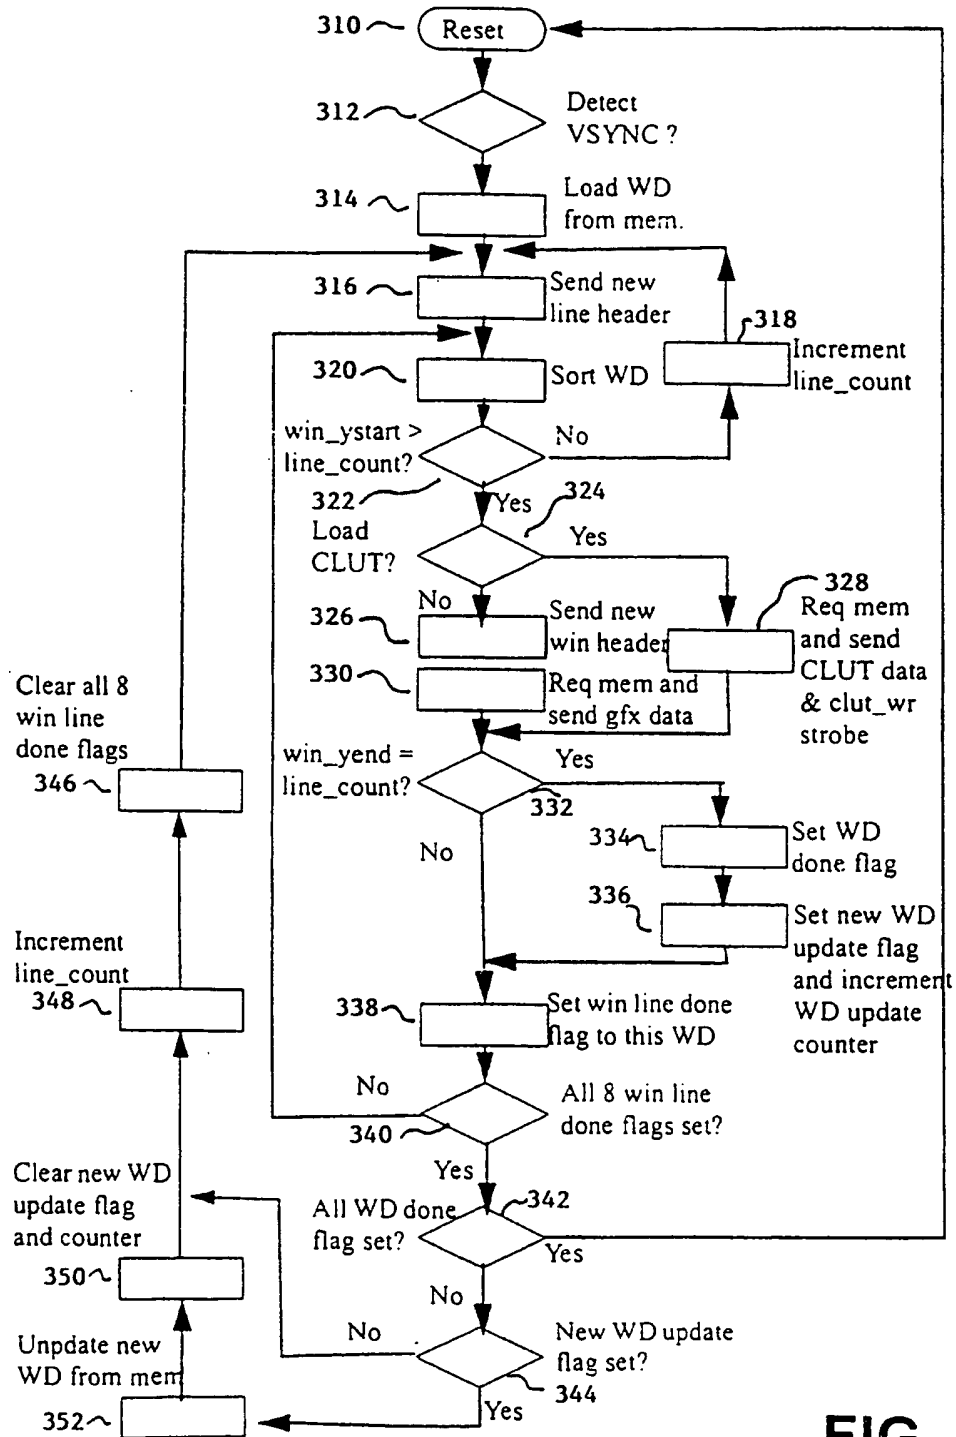 310
Reset
312
Detect
VSYNC ?
314
Load WD
from mem.
316
Send new
line header
318
Increment
line_count
320
Sort WD
win_ystart >
line_count?
No
322
Yes
324
Load
CLUT?
Yes
No
326
Send new
win header
328
Req mem
and send
CLUT data
& clut_wr
strobe
330
Req mem and
send gfx data
Clear all 8
win line
done flags
346
win_yend =
line_count?
Yes
332
No
334
Set WD
done flag
336
Set new WD
update flag
and increment
WD update
counter
Increment
line_count
348
338
Set win line done
flag to this WD
No
340
All 8 win line
done flags set?
Yes
Clear new WD
update flag
and counter
350
All WD done
flag set?
342
Yes
No
No
New WD update
flag set?
344
Yes
Unpdate new
WD from mem
352
FIG